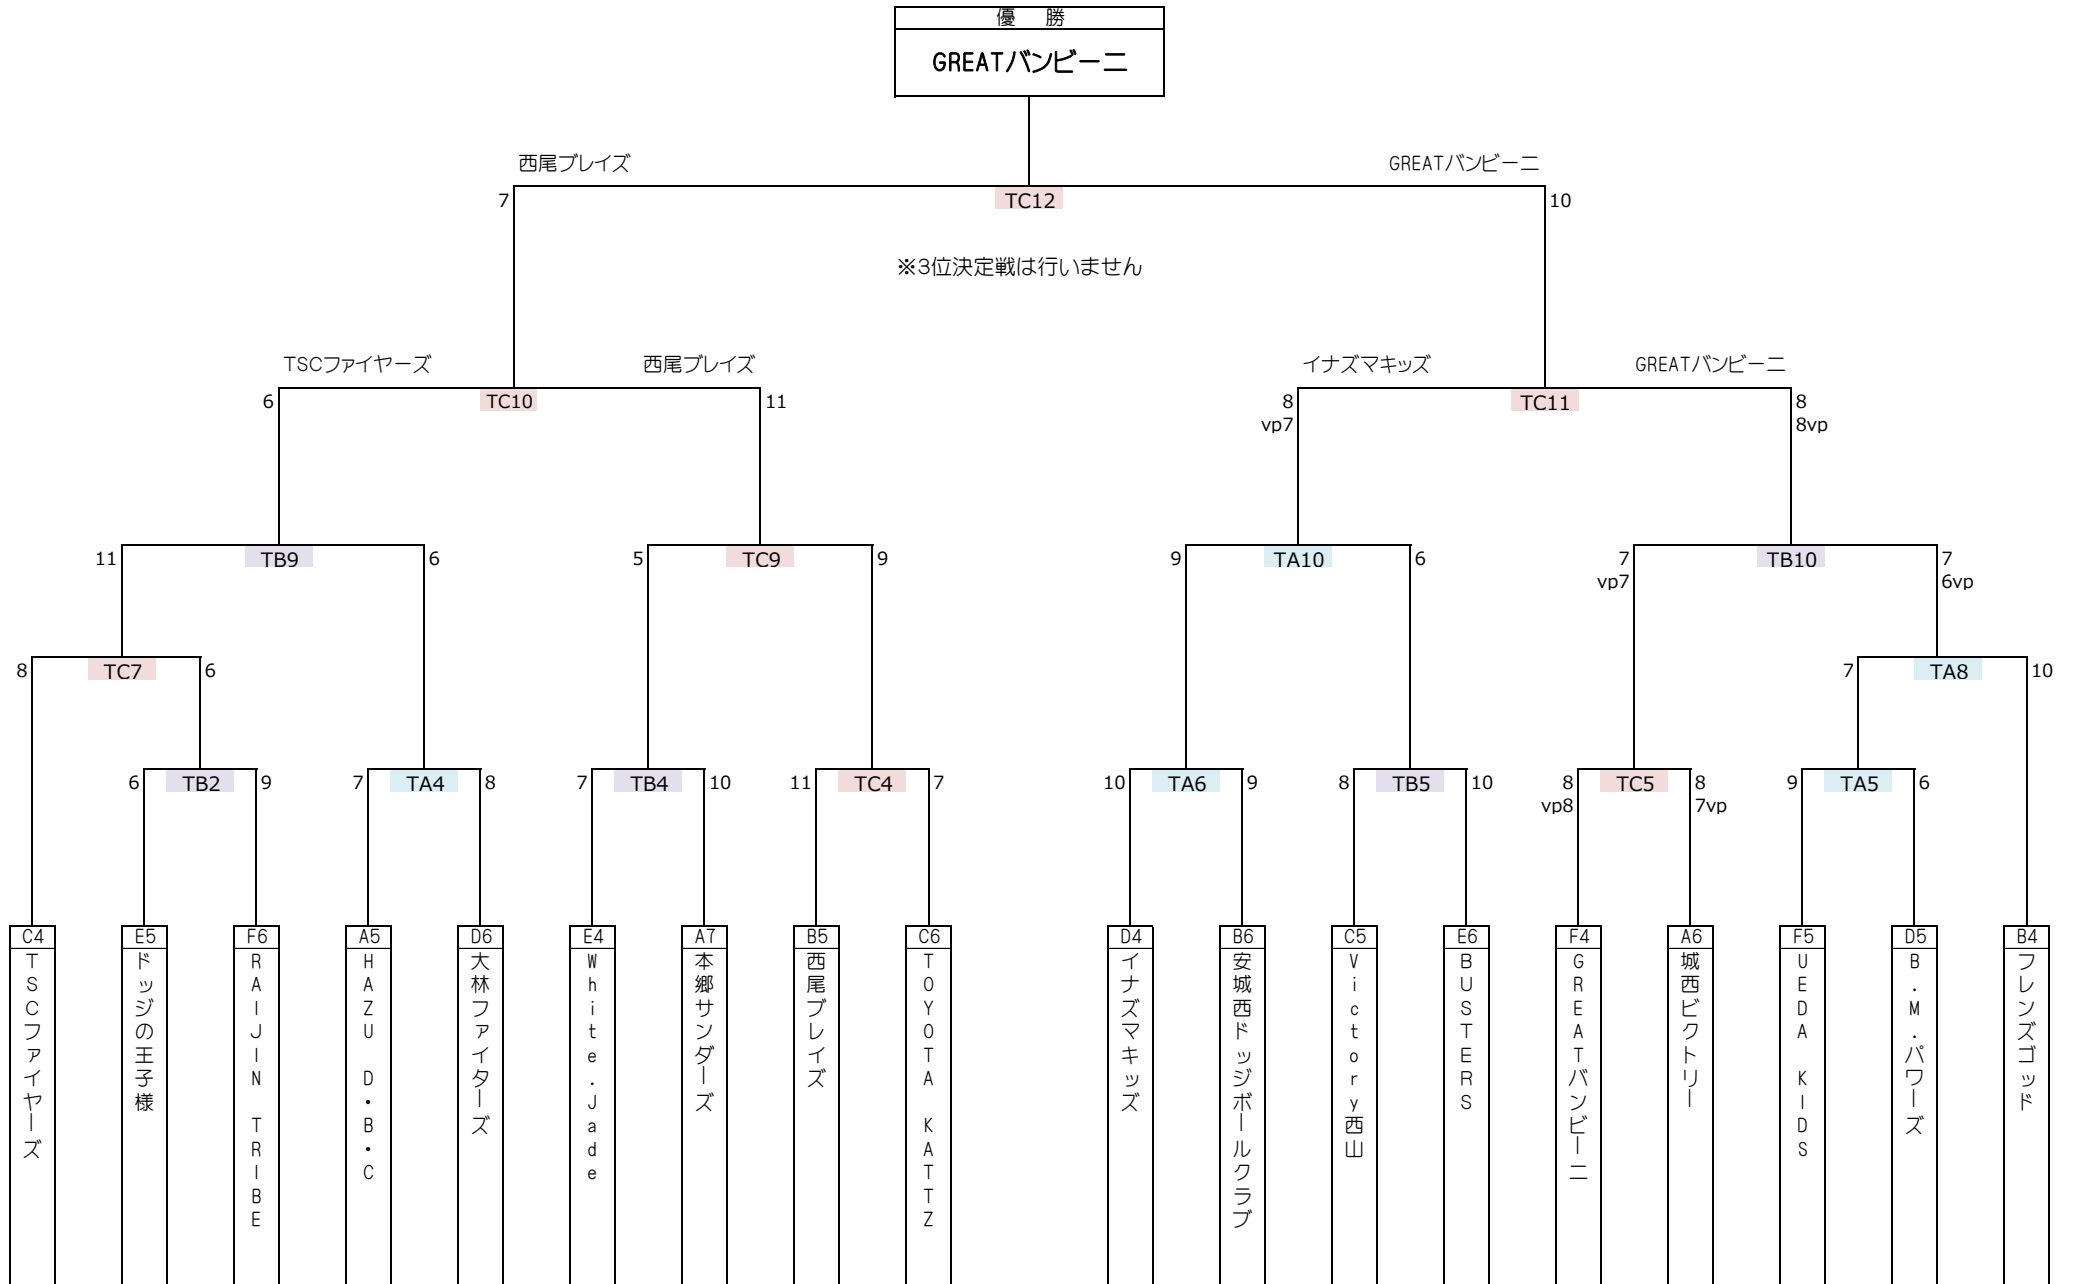 優　勝
GREATバンビーニ
西尾ブレイズ
GREATバンビーニ
7
TC12
10
※3位決定戦は行いません
TSCファイヤーズ
西尾ブレイズ
イナズマキッズ
GREATバンビーニ
6
TC10
11
8
TC11
8
vp7
8vp
11
TB9
6
5
TC9
9
9
TA10
6
7
TB10
7
vp7
6vp
8
TC7
6
7
TA8
10
6
TB2
9
7
TA4
8
7
TB4
10
11
TC4
7
10
TA6
9
8
TB5
10
8
TC5
8
9
TA5
6
vp8
7vp
C4
TSCファイヤーズ
E5
ドッジの王子様
F6
RAIJIN TRIBE
A5
HAZU D・B・C
D6
大林ファイターズ
E4
White.Jade
A7
本郷サンダーズ
B5
西尾ブレイズ
C6
TOYOTA KATTZ
D4
イナズマキッズ
B6
安城西ドッジボールクラブ
C5
Victory西山
E6
BUSTERS
F4
GREATバンビーニ
A6
城西ビクトリー
F5
UEDA KIDS
D5
B.M.パワーズ
B4
フレンズゴッド